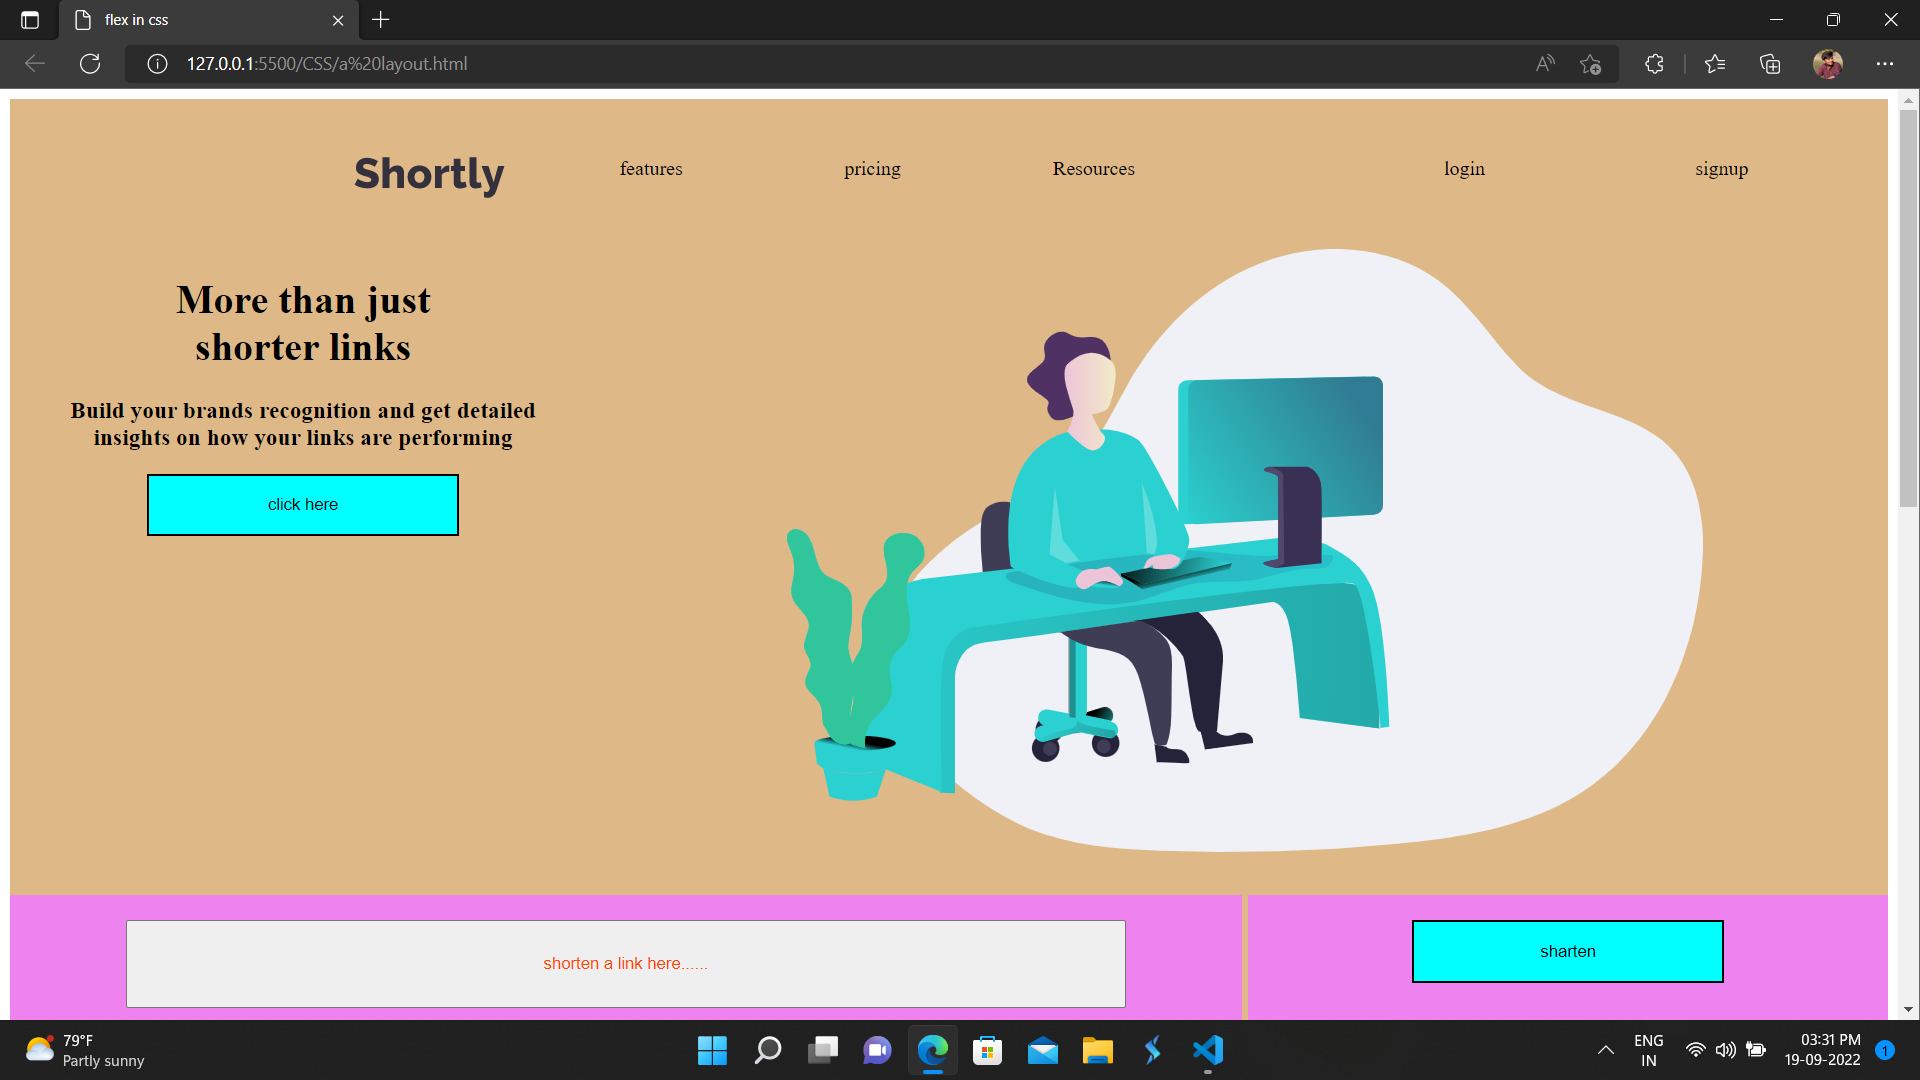 flex in css
127.0.0.1:5500/CSS/a%20layout.html
Shortly
features
pricing
Resources
login
signup
More than just
shorter links
Build your brands recognition and get detailed
insights on how your links are performing
click here
shorten a link here......
sharten
79°F
Partly sunny
ENG
IN
03:31 PM
19-09-2022
1